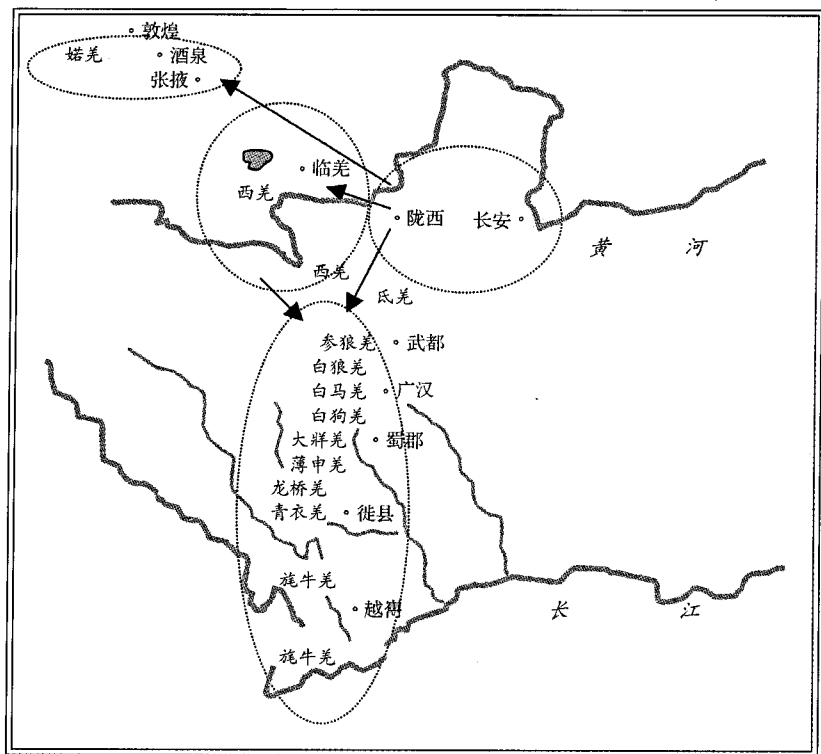 敦煌
婼羌 酒泉
张掖
临羌
西羌
陇西 长安
黄 河
西羌
氐羌
参狼羌 武都
白狼羌
白马羌 广汉
白狗羌
大牂羌 蜀郡
薄申羌
龙桥羌
青衣羌 徙县
旄牛羌
越嶲
长 江
旄牛羌